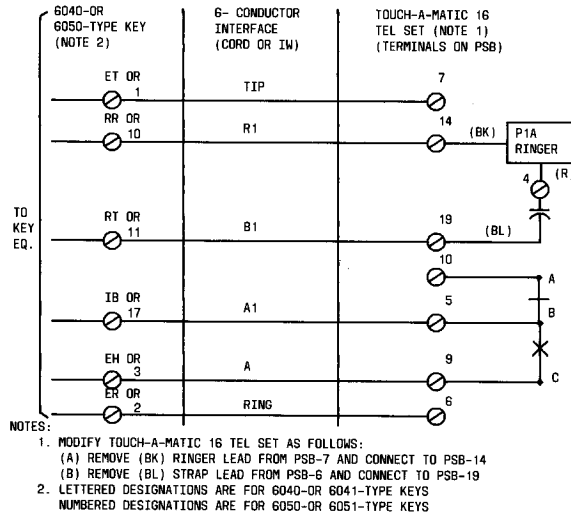 6040-OR
6050-TYPE KEY
(NOTE 2)
6- CONDUCTOR
INTERFACE
(CORD OR IW)
TOUCH-A-MATIC 16
TEL SET (NOTE 1)
(TERMINALS ON PSB)
ET OR
1
TIP
7
RR OR
10
R1
14
(BK)
P1A
RINGER
4
(R
TO
KEY
EQ.
RT OR
11
B1
19
(BL)
10
A
IB OR
17
A1
5
B
EH OR
3
A
9
C
ER OR
2
RING
6
NOTES:
1. MODIFY TOUCH-A-MATIC 16 TEL SET AS FOLLOWS:
(A) REMOVE (BK) RINGER LEAD FROM PSB-7 AND CONNECT TO PSB-14
(B) REMOVE (BL) STRAP LEAD FROM PSB-6 AND CONNECT TO PSB-19
2. LETTERED DESIGNATIONS ARE FOR 6040-OR 6041-TYPE KEYS
NUMBERED DESIGNATIONS ARE FOR 6050-OR 6051-TYPE KEYS